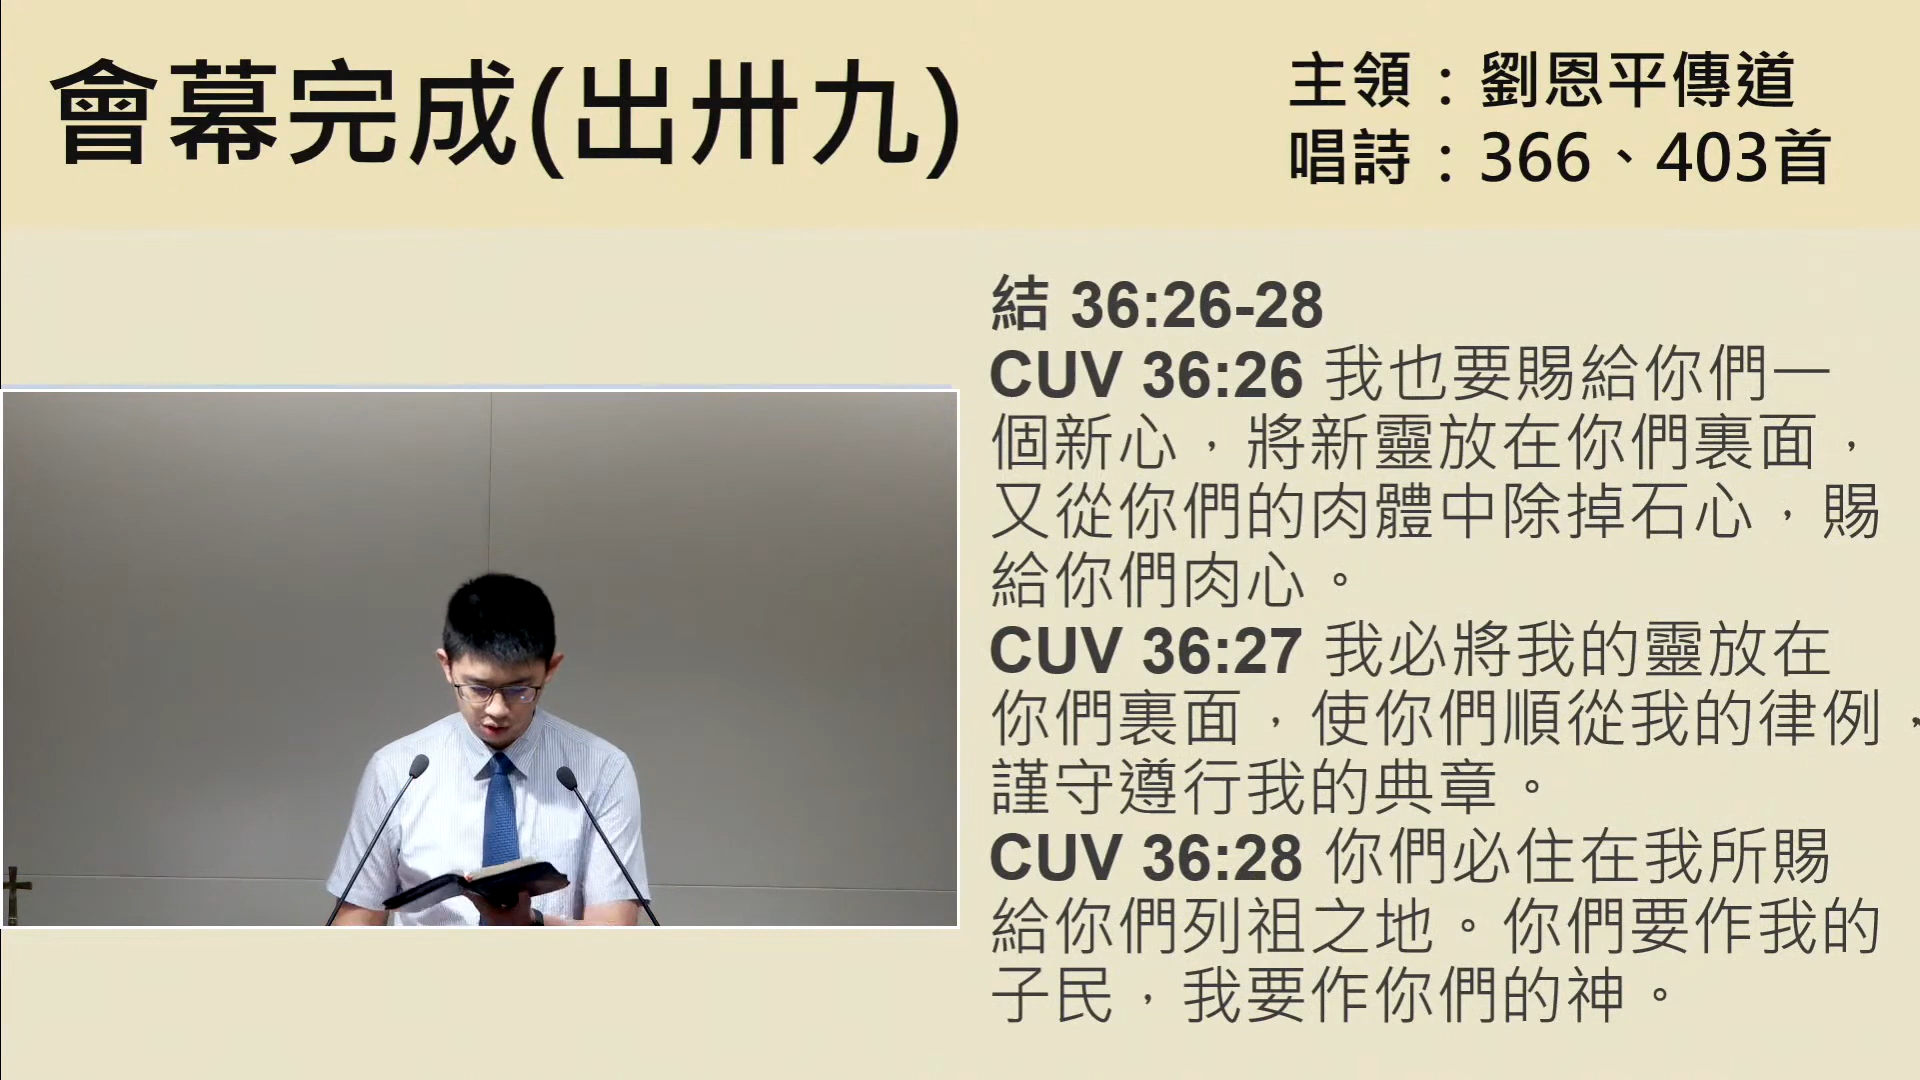 會幕完成(出卅九)
主領：劉恩平傳道
唱詩：366、403首
結 36:26-28
CUV 36:26 我也要賜給你們一
個新心，將新靈放在你們裏面，
又從你們的肉體中除掉石心，賜
給你們肉心。
CUV 36:27 我必將我的靈放在
你們裏面，使你們順從我的律例，
謹守遵行我的典章。
CUV 36:28 你們必住在我所賜
給你們列祖之地。你們要作我的
子民，我要作你們的神。